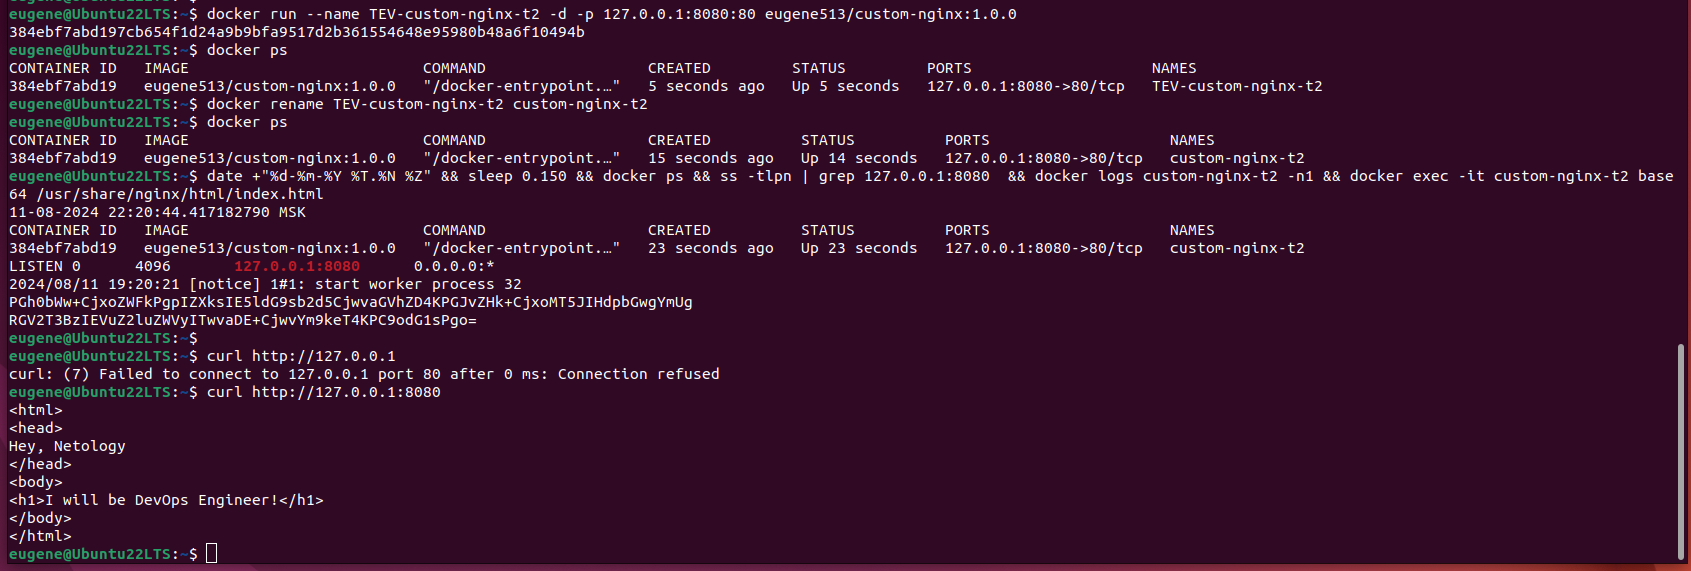 eugene@Ubuntu22LTS:~$ docker run --name TEV-custom-nginx-t2 -d -p 127.0.0.1:8080:80 eugene513/custom-nginx:1.0.0
384ebf7abd197cb654f1d24a9b9bfa9517d2b361554648e95980b48a6f10494b
eugene@Ubuntu22LTS:~$ docker ps
CONTAINER ID   IMAGE                          COMMAND                  CREATED         STATUS         PORTS                    NAMES
384ebf7abd19   eugene513/custom-nginx:1.0.0   "/docker-entrypoint.…"   5 seconds ago   Up 5 seconds   127.0.0.1:8080->80/tcp   TEV-custom-nginx-t2
eugene@Ubuntu22LTS:~$ docker rename TEV-custom-nginx-t2 custom-nginx-t2
eugene@Ubuntu22LTS:~$ docker ps
CONTAINER ID   IMAGE                          COMMAND                  CREATED          STATUS          PORTS                    NAMES
384ebf7abd19   eugene513/custom-nginx:1.0.0   "/docker-entrypoint.…"   15 seconds ago   Up 14 seconds   127.0.0.1:8080->80/tcp   custom-nginx-t2
eugene@Ubuntu22LTS:~$ date +"%d-%m-%Y %T.%N %Z" && sleep 0.150 && docker ps && ss -tlpn | grep 127.0.0.1:8080  && docker logs custom-nginx-t2 -n1 && docker exec -it custom-nginx-t2 base
64 /usr/share/nginx/html/index.html
11-08-2024 22:20:44.417182790 MSK
CONTAINER ID   IMAGE                          COMMAND                  CREATED          STATUS          PORTS                    NAMES
384ebf7abd19   eugene513/custom-nginx:1.0.0   "/docker-entrypoint.…"   23 seconds ago   Up 23 seconds   127.0.0.1:8080->80/tcp   custom-nginx-t2
LISTEN 0      4096       127.0.0.1:8080      0.0.0.0:*
2024/08/11 19:20:21 [notice] 1#1: start worker process 32
PGh0bWw+CjxoZWFkPgpIZXksIE5ldG9sb2d5CjwvaGVhZD4KPGJvZHk+CjxoMT5JIHdpbGwgYmUg
RGV2T3BzIEVuZ2luZWVyITwvaDE+CjwvYm9keT4KPC9odG1sPgo=
eugene@Ubuntu22LTS:~$
eugene@Ubuntu22LTS:~$ curl http://127.0.0.1
curl: (7) Failed to connect to 127.0.0.1 port 80 after 0 ms: Connection refused
eugene@Ubuntu22LTS:~$ curl http://127.0.0.1:8080
<html>
<head>
Hey, Netology
</head>
<body>
<h1>I will be DevOps Engineer!</h1>
</body>
</html>
eugene@Ubuntu22LTS:~$